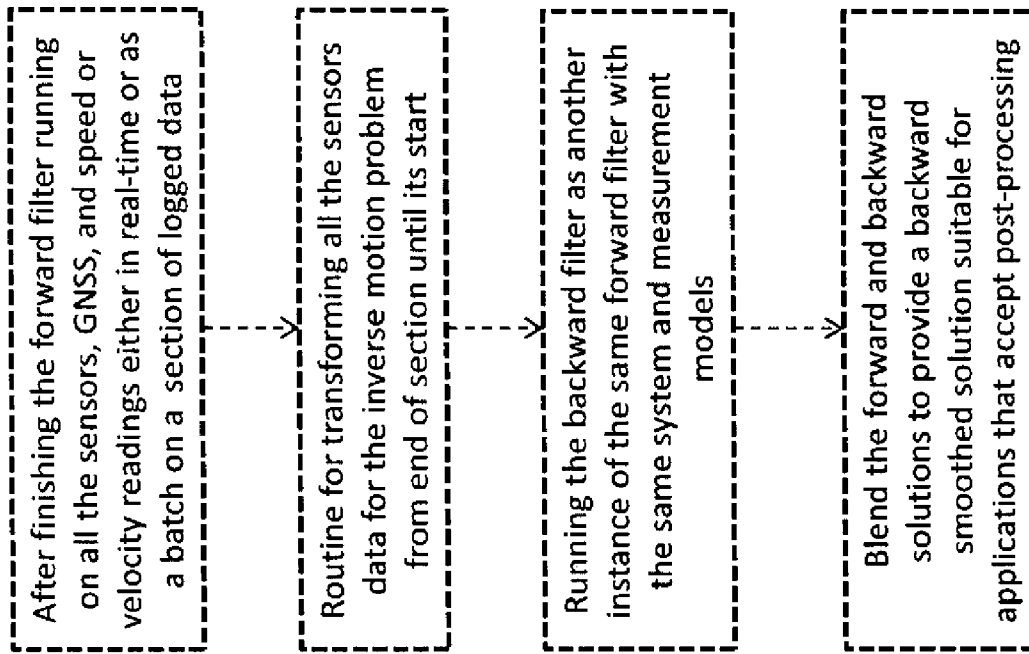 After finishing the forward filter running
on all the sensors, GNSS, and speed or
velocity readings either in real-time or as
a batch on a section of logged data
Routine for transforming all the sensors
data for the inverse motion problem
from end of section until its start
Running the backward filter as another
instance of the same forward filter with
the same system and measurement
models
Blend the forward and backward
solutions to provide a backward
smoothed solution suitable for
applications that accept post-processing